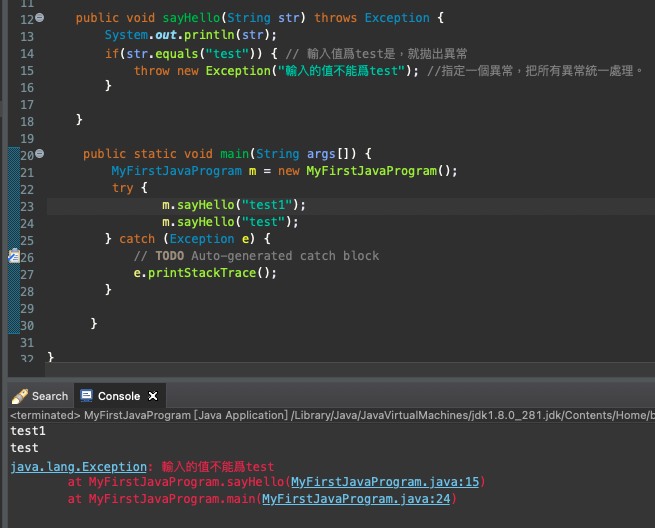 11
12 public void sayHello(String str) throws Exception {
13 System.out.println(str);
14 if(str.equals("test")) { // 輸入值爲test是，就拋出異常
15 throw new Exception("輸入的值不能爲test"); //指定一個異常，把所有異常統一處理。
16 }
17
18 }
19
20 public static void main(String args[]) {
21 MyFirstJavaProgram m = new MyFirstJavaProgram();
22 try {
23 m.sayHello("test1");
24 m.sayHello("test");
25 } catch (Exception e) {
26 // TODO Auto-generated catch block
27 e.printStackTrace();
28 }
29
30 }
31
32 }
Search Console
<terminated> MyFirstJavaProgram [Java Application] /Library/Java/JavaVirtualMachines/jdk1.8.0_281.jdk/Contents/Home/b
test1
test
java.lang.Exception: 輸入的值不能爲test
at MyFirstJavaProgram.sayHello(MyFirstJavaProgram.java:15)
at MyFirstJavaProgram.main(MyFirstJavaProgram.java:24)